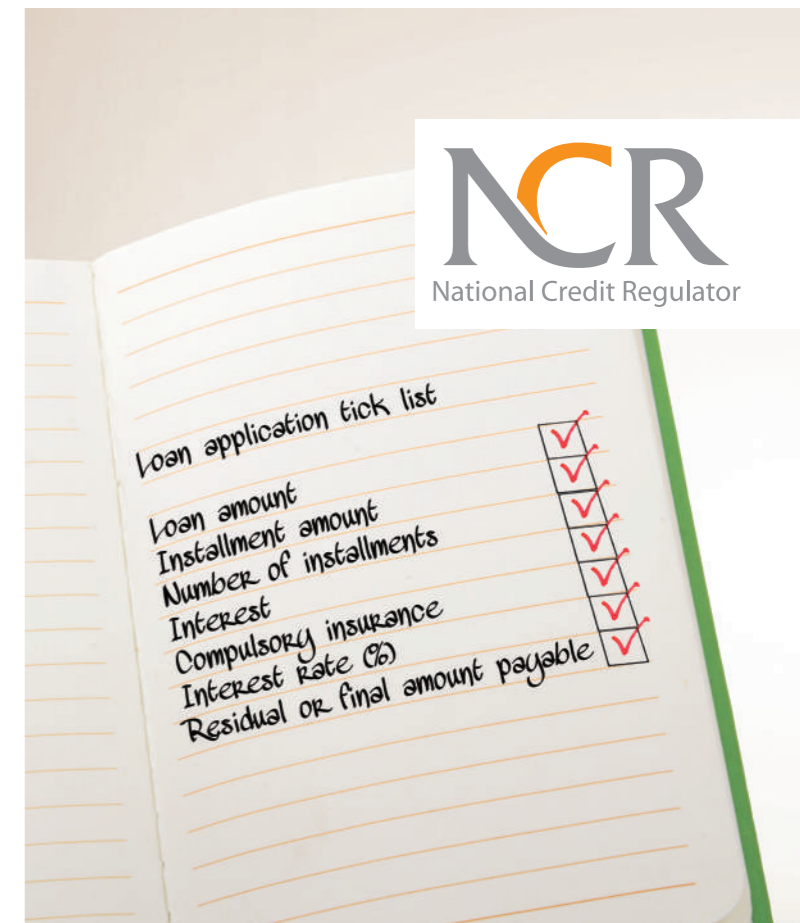 NCR
National Credit Regulator
Loan application tick list
Loan amount
Installment amount
Number of installments
Interest
Compulsory insurance
Interest Rate (%)
Residual or final amount payable